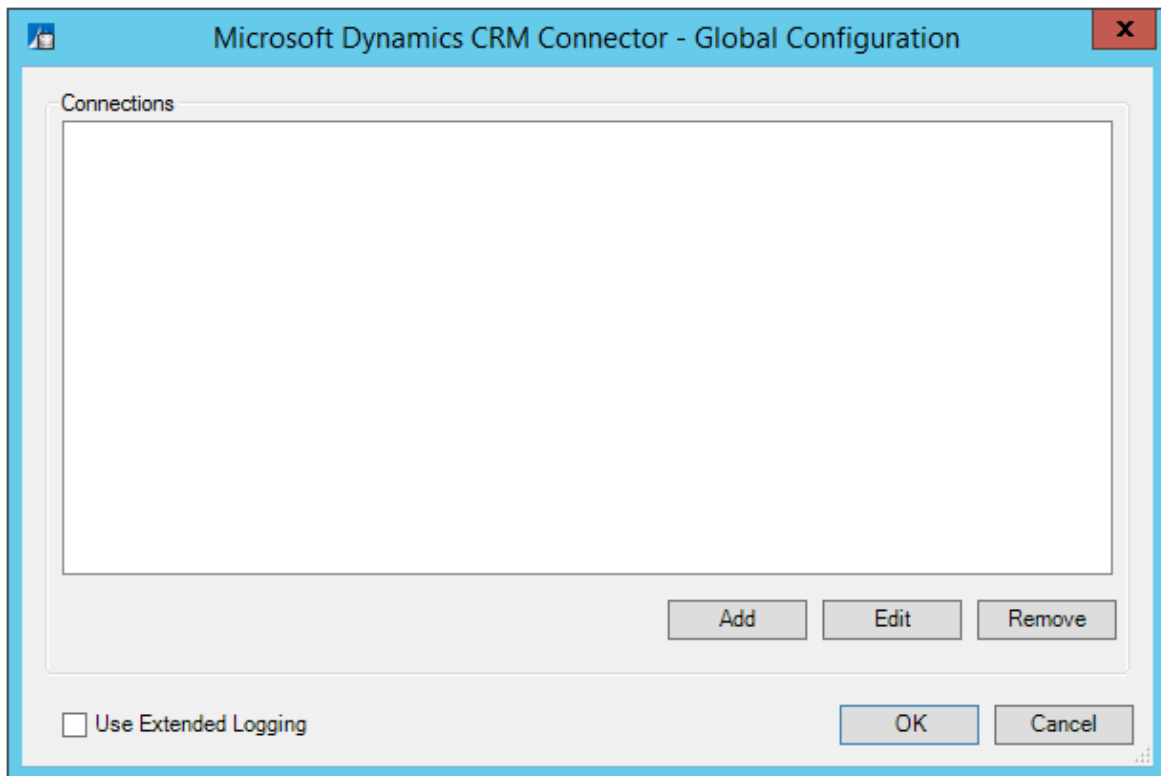 Microsoft Dynamics CRM Connector - Global Configuration
x
Connections
Add Edit Remove
Use Extended Logging
OK Cancel